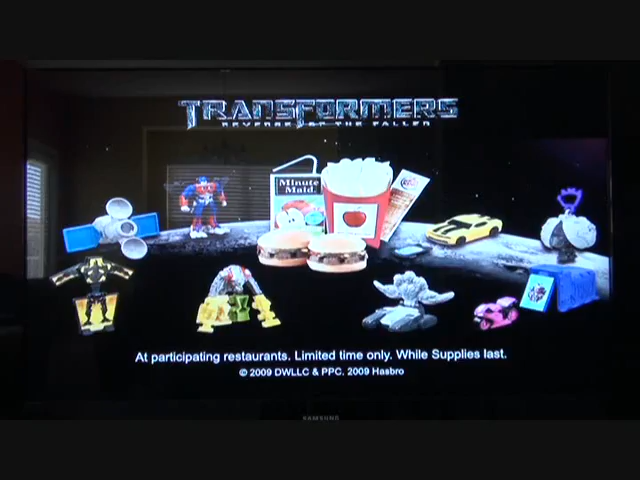 TRANSFORMERS
REVENGE OF THE FALLEN
Minute
Maid
At participating restaurants. Limited time only. While Supplies last.
© 2009 DWLLC & PPC. 2009 Hasbro
SAMSUNG